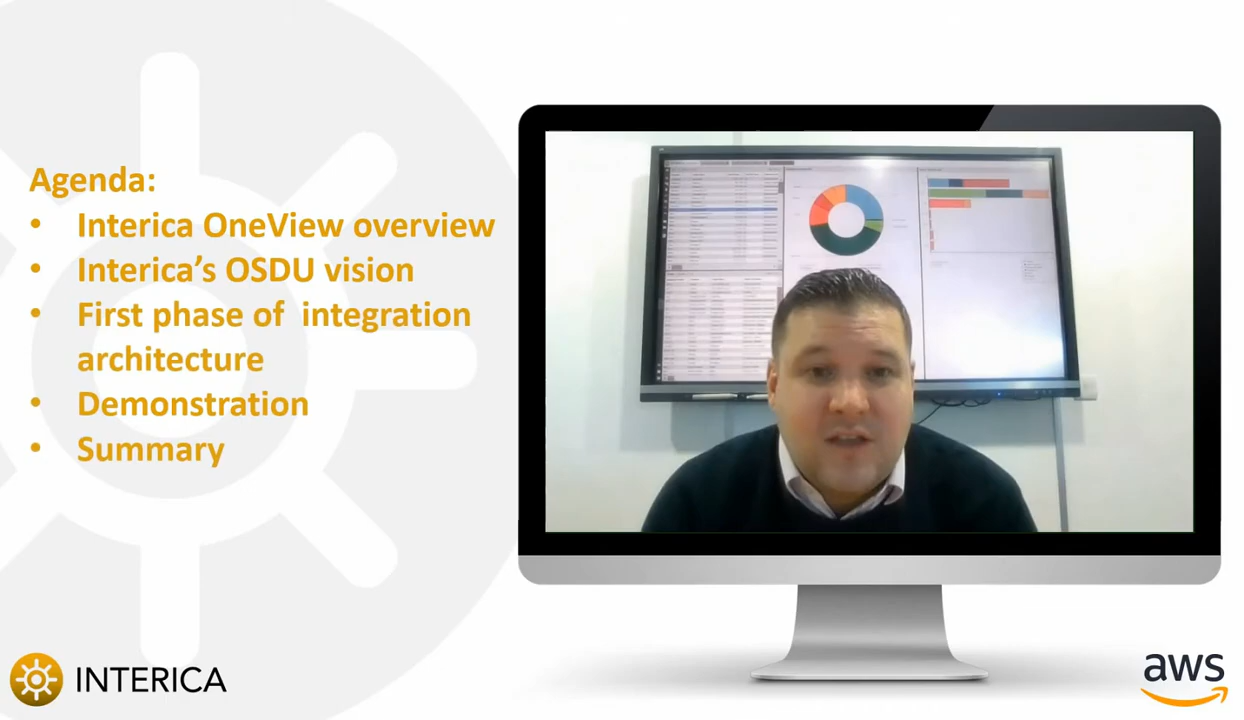 Agenda:
• Interica OneView overview
• Interica's OSDU vision
• First phase of  integration
architecture
• Demonstration
• Summary
INTERICA
aws